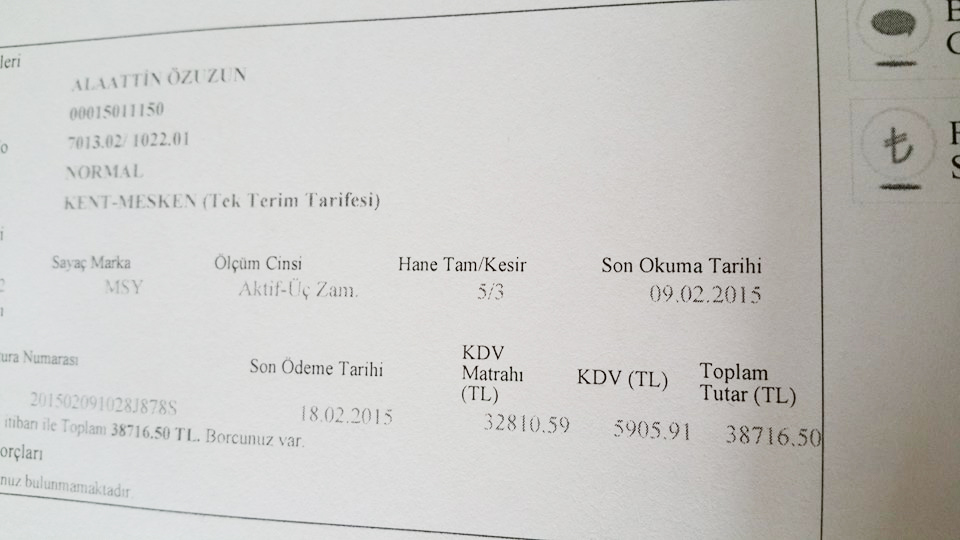 leri
ALAATTİN ÖZUZUN
00015011150
o 7013.02/ 1022.01
NORMAL
KENT-MESKEN (Tek Terim Tarifesi)
i
Sayaç Marka Ölçüm Cinsi Hane Tam/Kesir Son Okuma Tarihi
2 MSY Aktif-Üç Zam. 5/3 09.02.2015
ı
ura Numarası Son Ödeme Tarihi KDV Matrahı (TL) KDV (TL) Toplam Tutar (TL)
201502091028J878S 18.02.2015 32810.59 5905.91 38716.50
itibarı ile Toplam 38716.50 TL. Borcunuz var.
orçları
nuz bulunmamaktadır.
₺